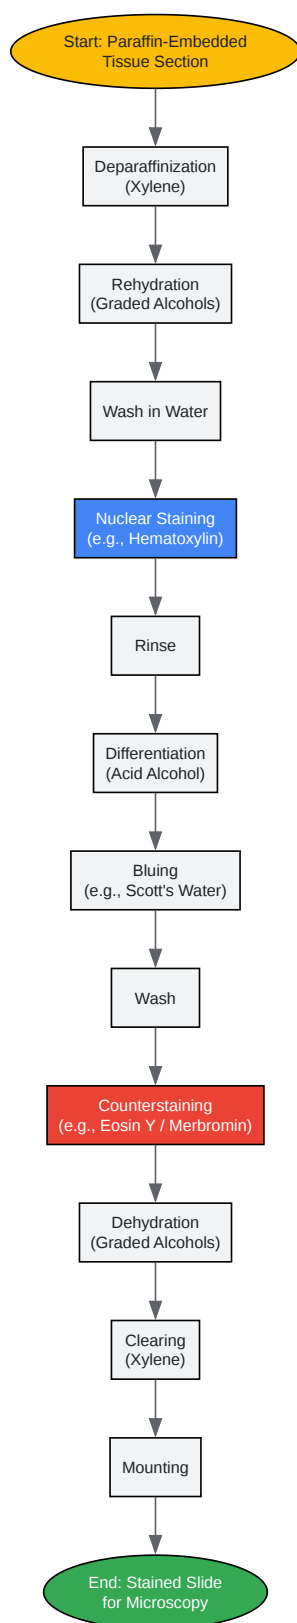 Start: Paraffin-Embedded
Tissue Section
Deparaffinization
(Xylene)
Rehydration
(Graded Alcohols)
Wash in Water
Nuclear Staining
(e.g., Hematoxylin)
Rinse
Differentiation
(Acid Alcohol)
Bluing
(e.g., Scott's Water)
Wash
Counterstaining
(e.g., Eosin Y / Merbromin)
Dehydration
(Graded Alcohols)
Clearing
(Xylene)
Mounting
End: Stained Slide
for Microscopy